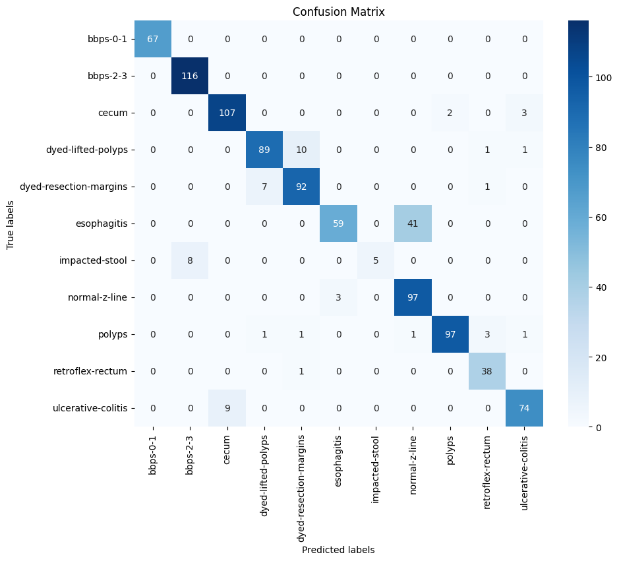 Confusion Matrix
True labels
bbps-0-1 67 0 0 0 0 0 0 0 0 0 0
bbps-2-3 0 116 0 0 0 0 0 0 0 0 0
cecum 0 0 107 0 0 0 0 0 2 0 3
dyed-lifted-polyps 0 0 0 89 10 0 0 0 0 1 1
dyed-resection-margins 0 0 0 7 92 0 0 0 0 1 0
esophagitis 0 0 0 0 0 59 0 41 0 0 0
impacted-stool 0 8 0 0 0 0 5 0 0 0 0
normal-z-line 0 0 0 0 0 3 0 97 0 0 0
polyps 0 0 0 1 1 0 0 1 97 3 1
retroflex-rectum 0 0 0 0 1 0 0 0 0 38 0
ulcerative-colitis 0 0 9 0 0 0 0 0 0 0 74
bbps-0-1
bbps-2-3
cecum
dyed-lifted-polyps
dyed-resection-margins
esophagitis
impacted-stool
normal-z-line
polyps
retroflex-rectum
ulcerative-colitis
Predicted labels
100
80
60
40
20
0